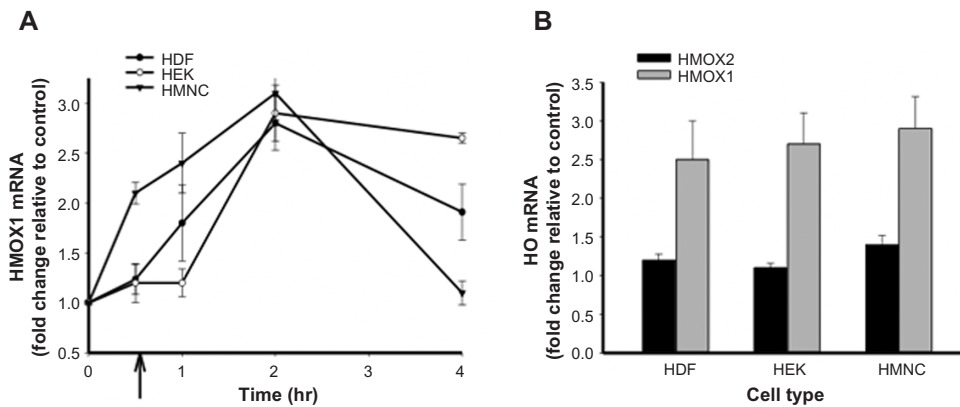 A
HDF
HEK
HMNC
HMOX1 mRNA
(fold change relative to control)
3.0
2.5
2.0
1.5
1.0
0.5
0
1
2
3
4
Time (hr)
B
HMOX2
HMOX1
HO mRNA
(fold change relative to control)
3.5
3.0
2.5
2.0
1.5
1.0
0.5
0.0
HDF
HEK
HMNC
Cell type